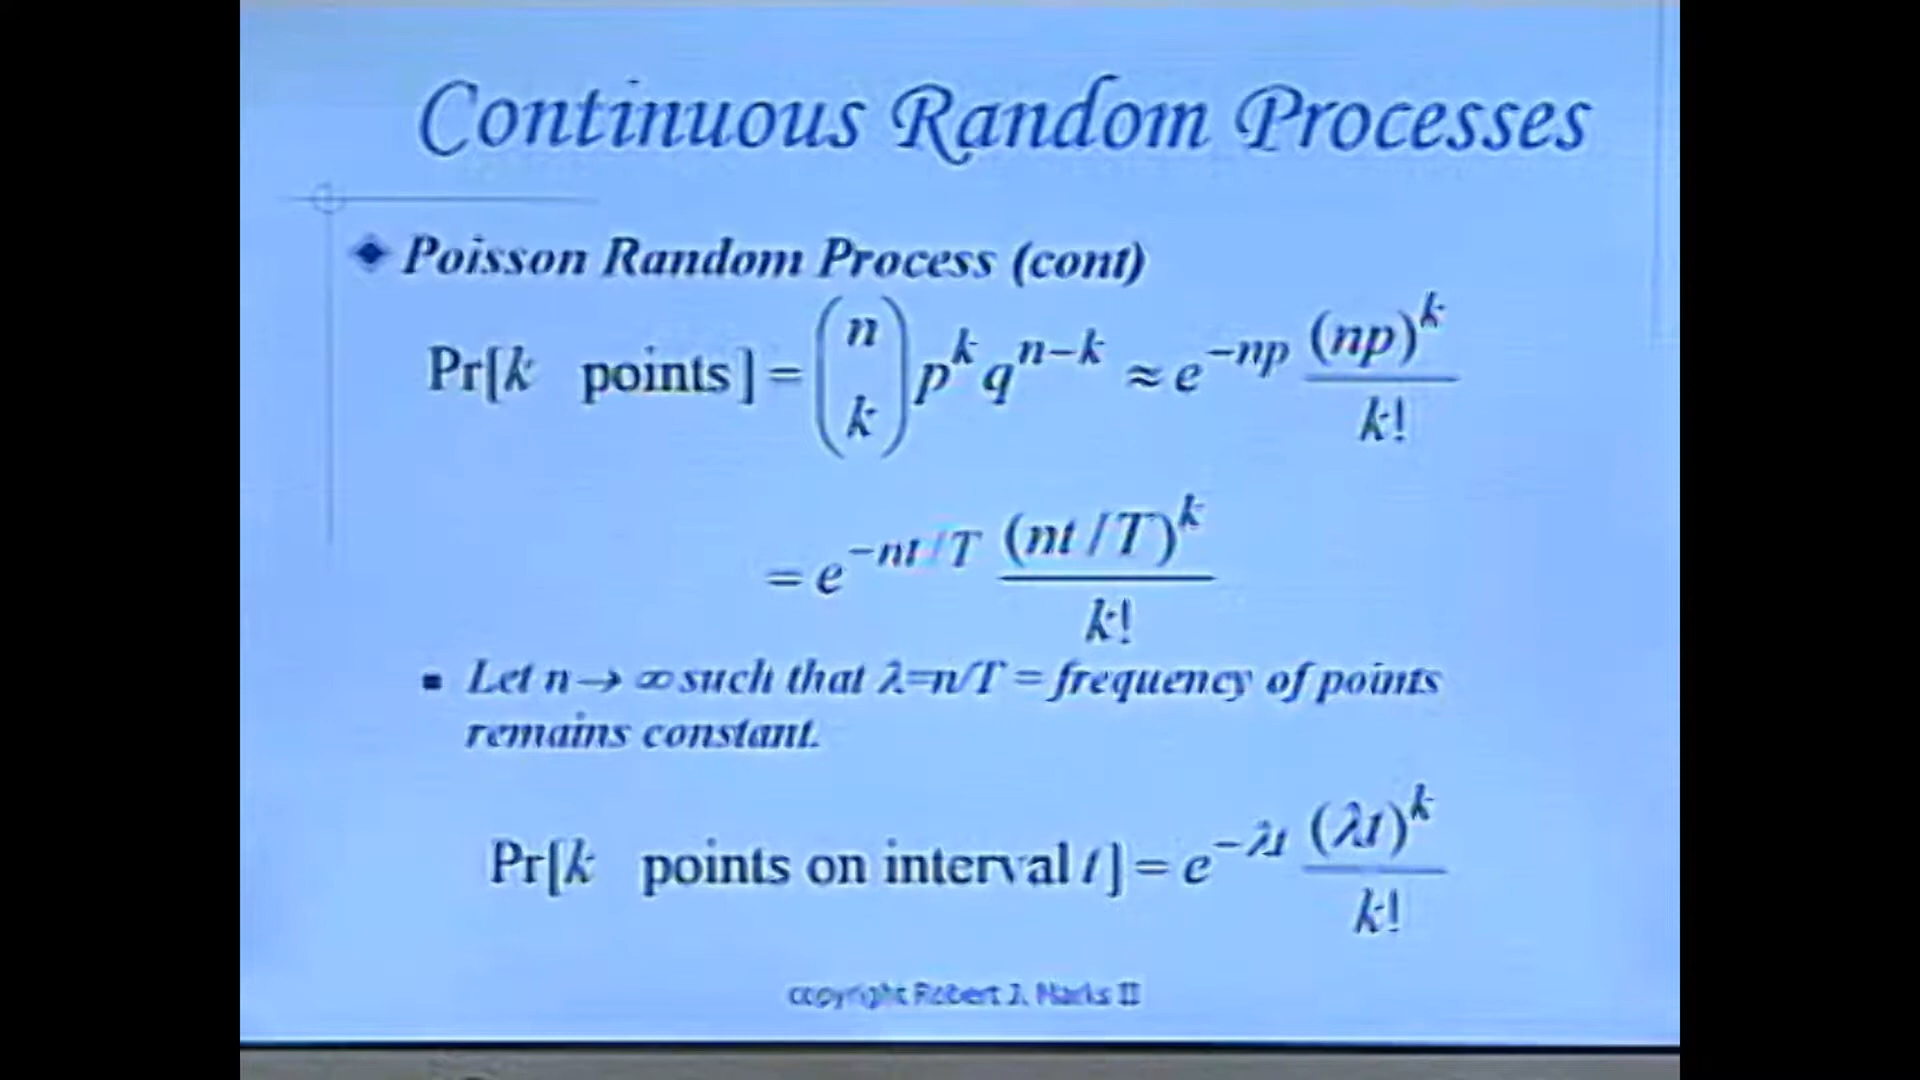 Continuous Random Processes
Poisson Random Process (cont)
Pr[k points] = (n k) p^k q^{n-k} ≈ e^{-np} (np)^k / k!
= e^{-nt/T} (nt/T)^k / k!
Let n→∞ such that λ=n/T = frequency of points
remains constant.
Pr[k points on interval t] = e^{-λt} (λt)^k / k!
copyright Robert J. Marks II